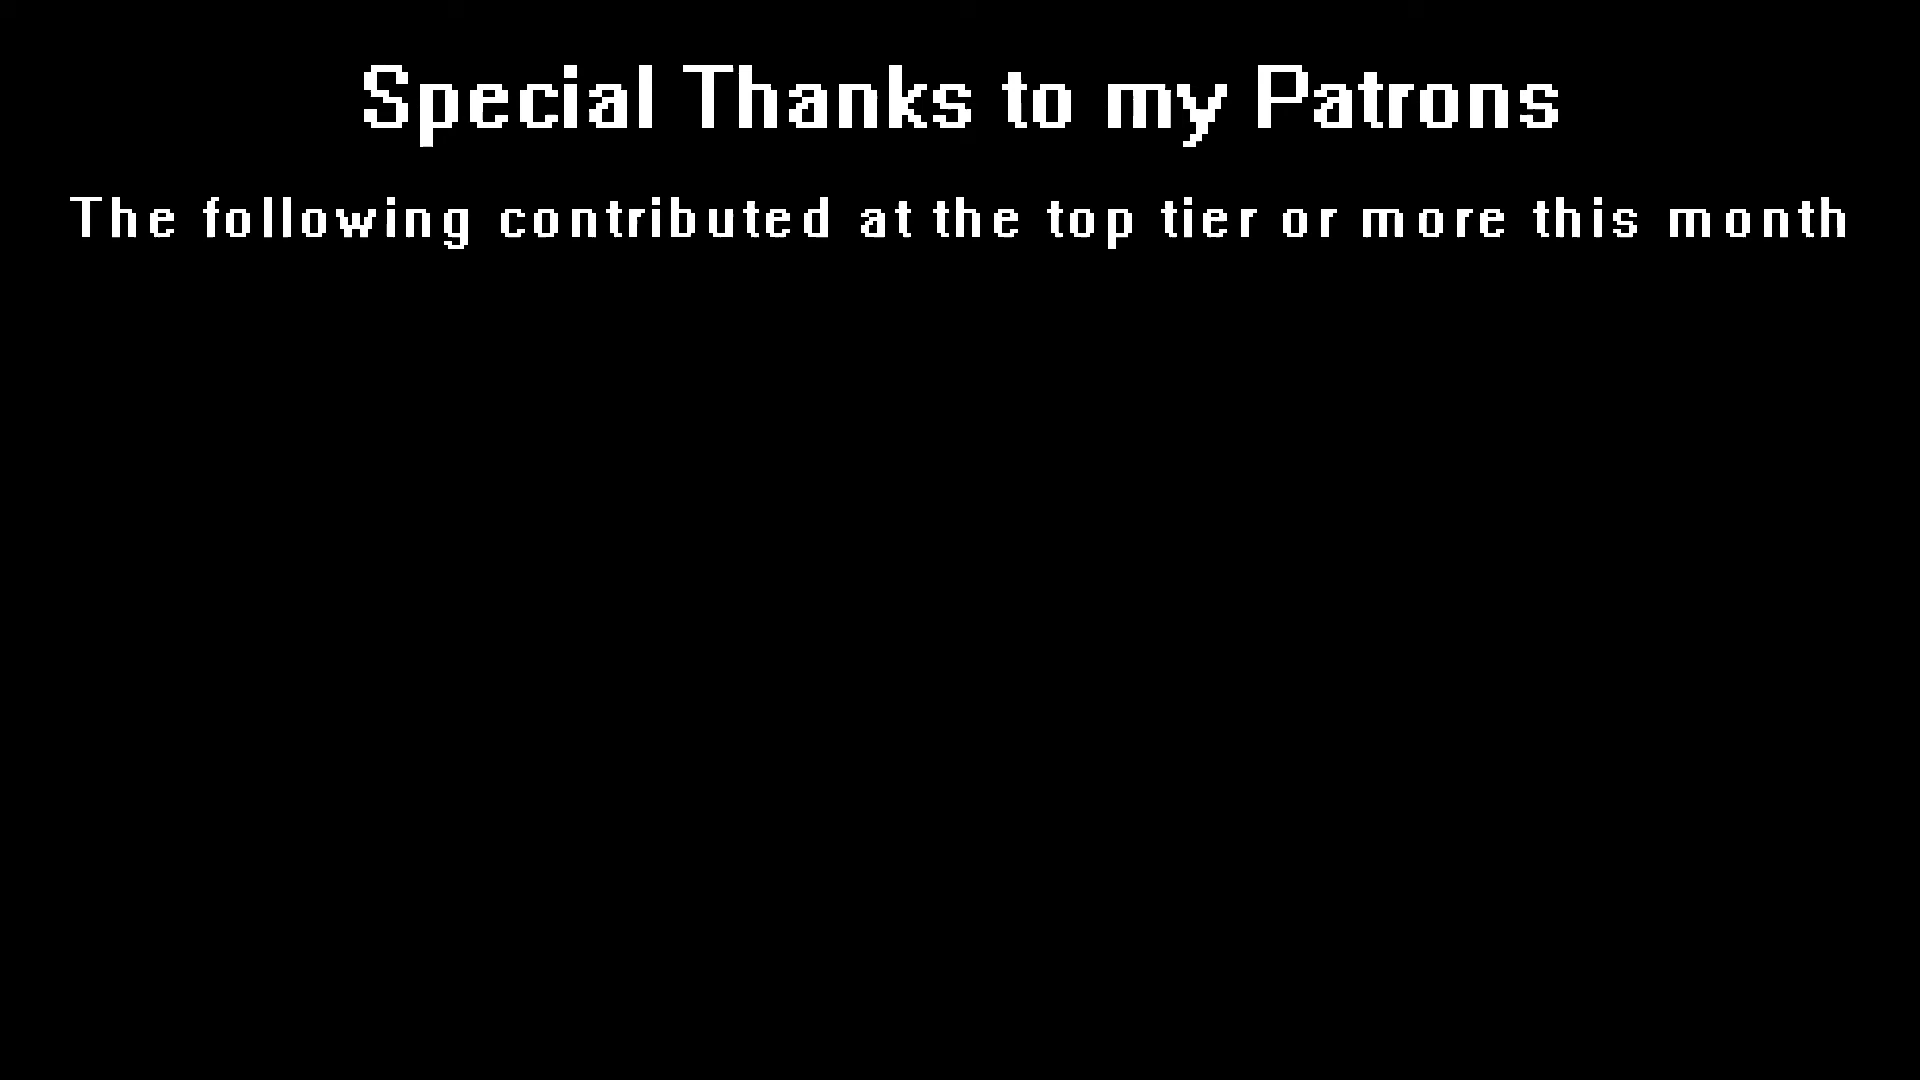 Special Thanks to my Patrons
The following contributed at the top tier or more this month